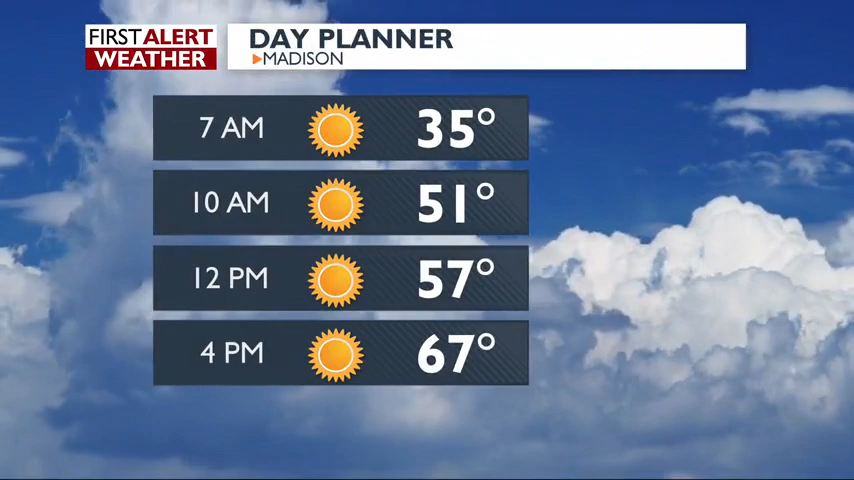 FIRST ALERT
WEATHER
DAY PLANNER
MADISON
7 AM 35°
10 AM 51°
12 PM 57°
4 PM 67°